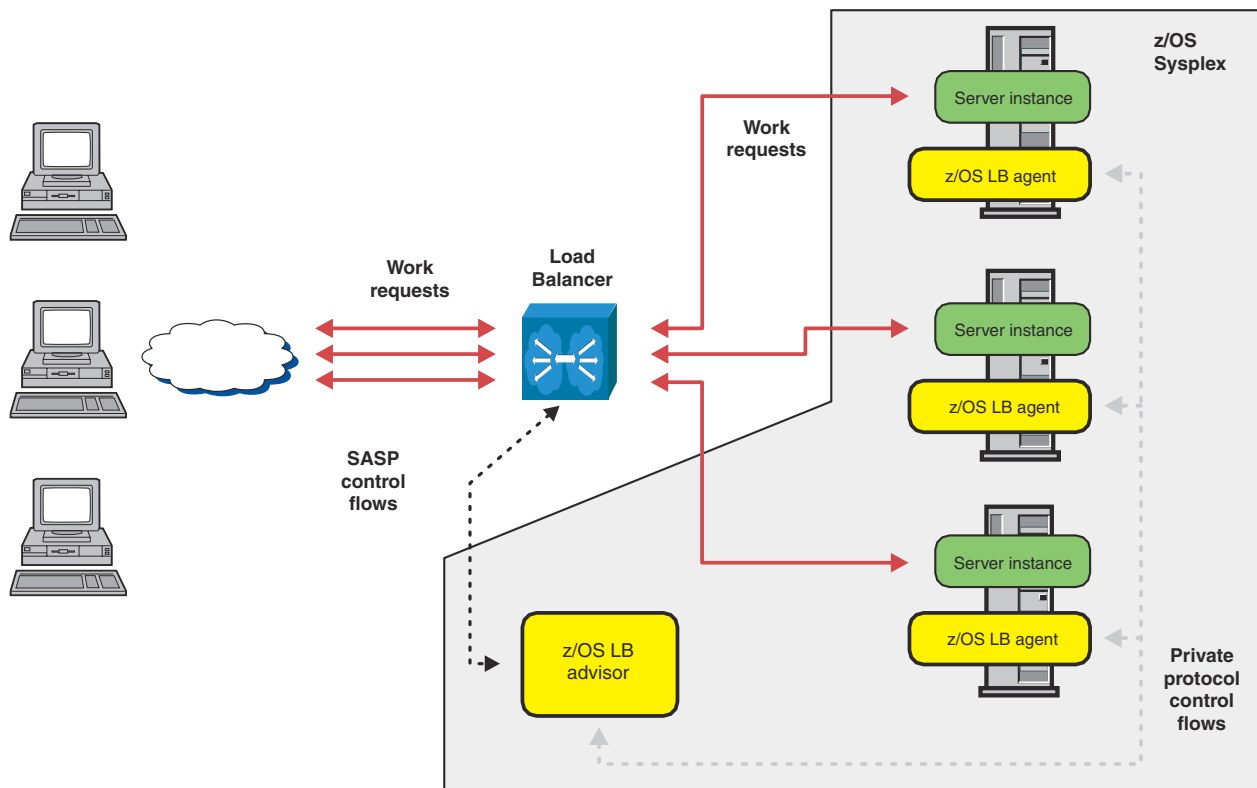 z/OS
Sysplex
Server instance
z/OS LB agent
Work
requests
Load
Balancer
Work
requests
Server instance
z/OS LB agent
SASP
control
flows
Server instance
z/OS LB agent
z/OS LB
advisor
Private
protocol
control
flows